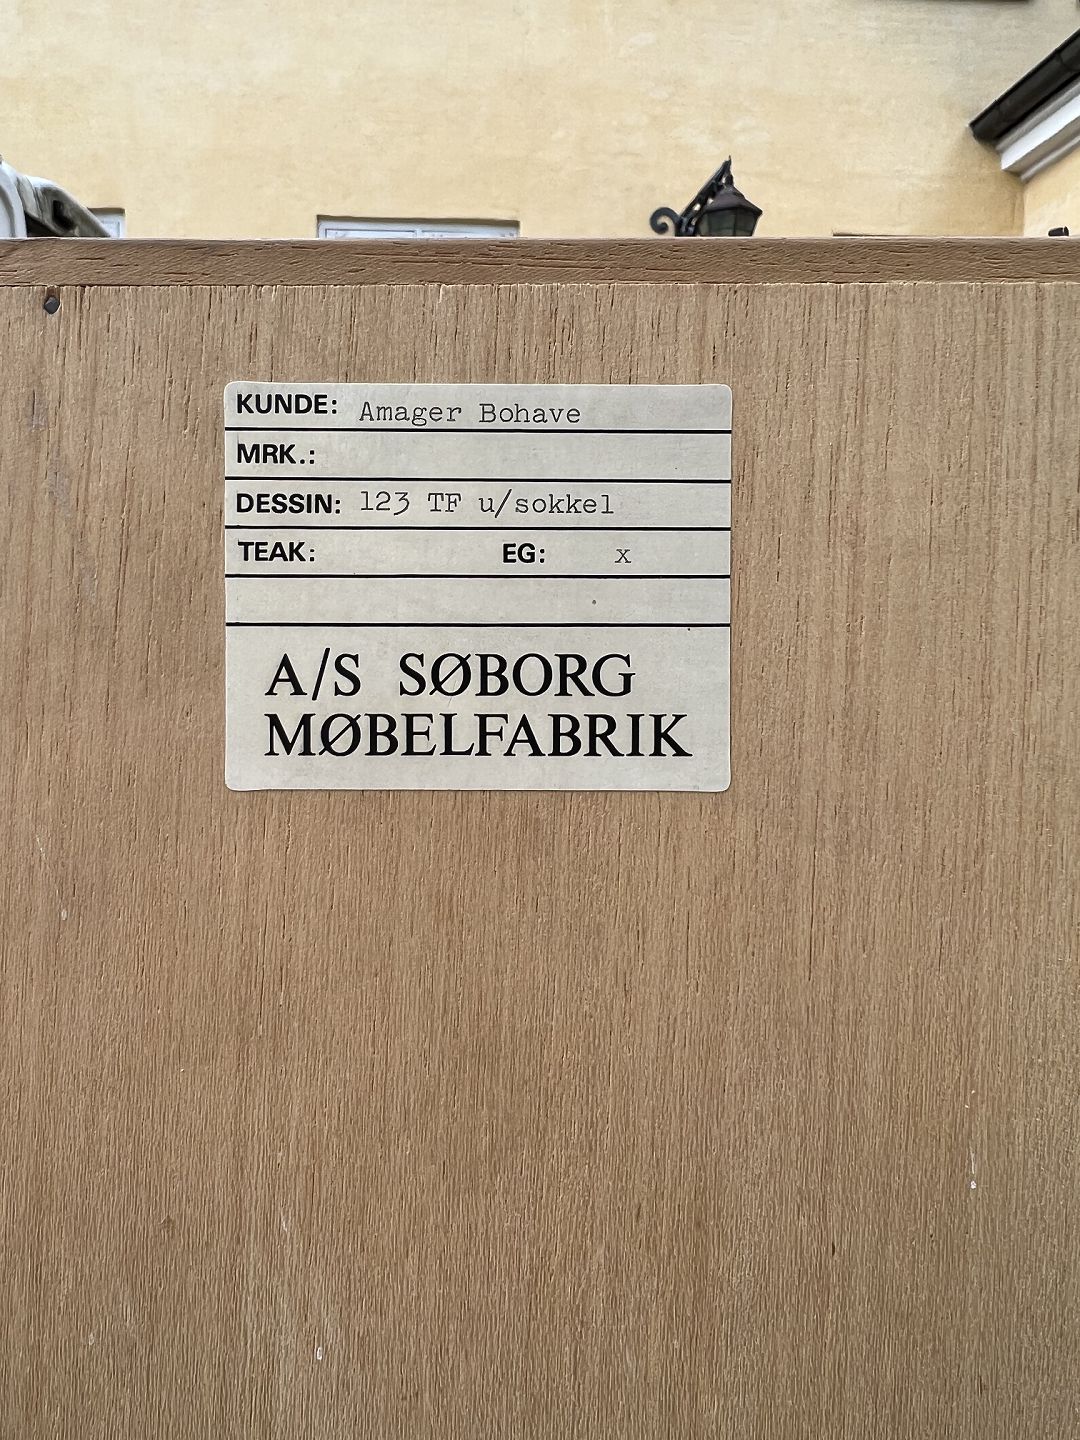 KUNDE: Amager Bohave
MRK.:
DESSIN: 123 TF u/sokkel
TEAK: EG: x
A/S SØBORG
MØBELFABRIK